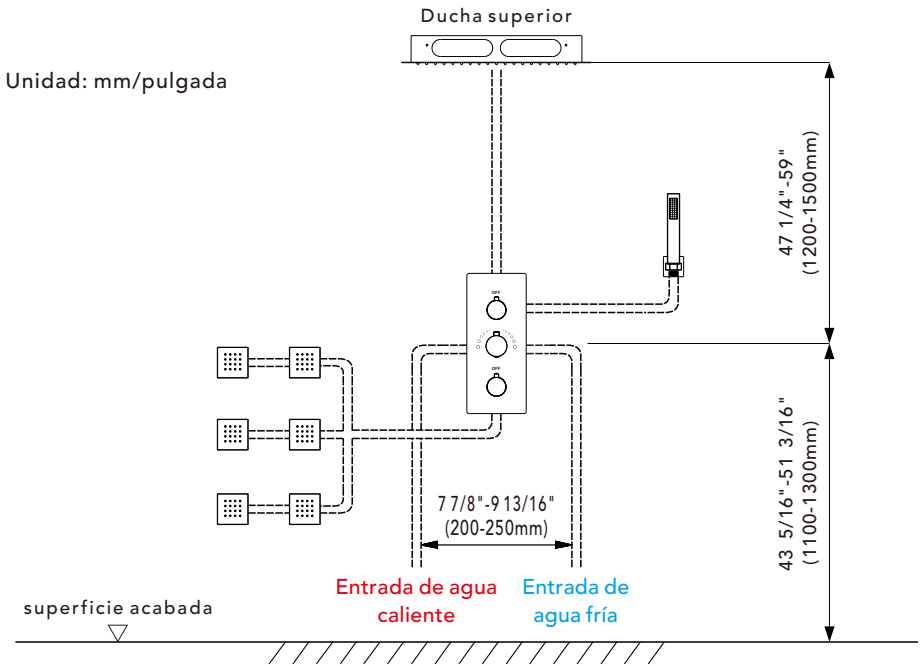 Ducha superior
Unidad: mm/pulgada
47 1/4"-59"
(1200-1500mm)
OFF
OFF
43 5/16"-51 3/16"
(1100-1300mm)
7 7/8"-9 13/16"
(200-250mm)
Entrada de agua
caliente
Entrada de
agua fría
superficie acabada